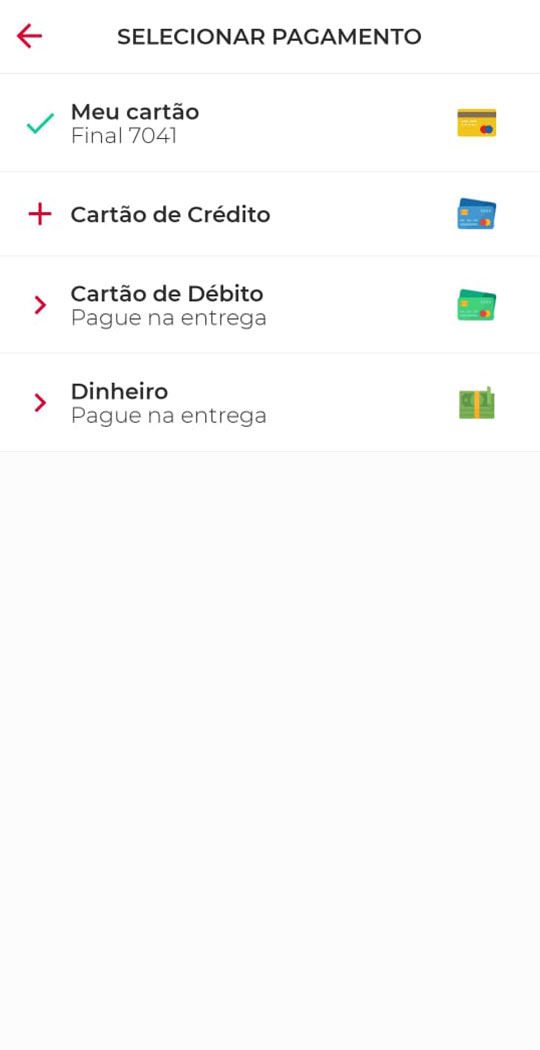 SELECIONAR PAGAMENTO
Meu cartão
Final 7041
Cartão de Crédito
Cartão de Débito
Pague na entrega
Dinheiro
Pague na entrega